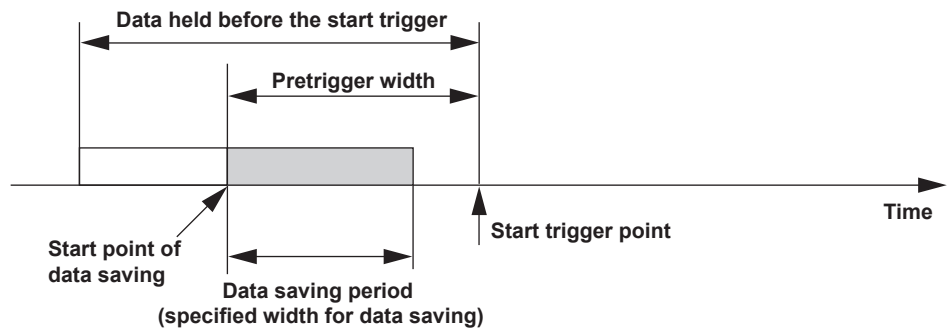 Data held before the start trigger
Pretrigger width
Time
Start trigger point
Start point of
data saving
Data saving period
(specified width for data saving)